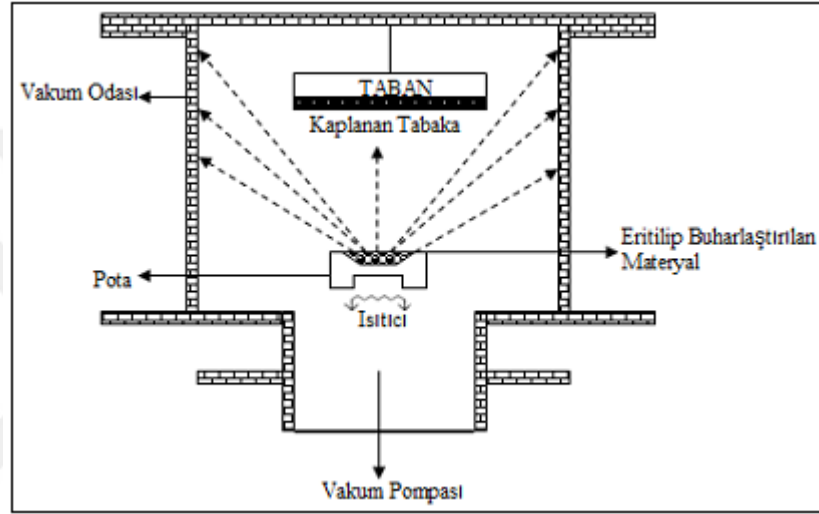 TABAN
Vakum Odası
Kaplanan Tabaka
Eritilip Buharlaştırılan
Materyal
Pota
Isıtıcı
Vakum Pompası